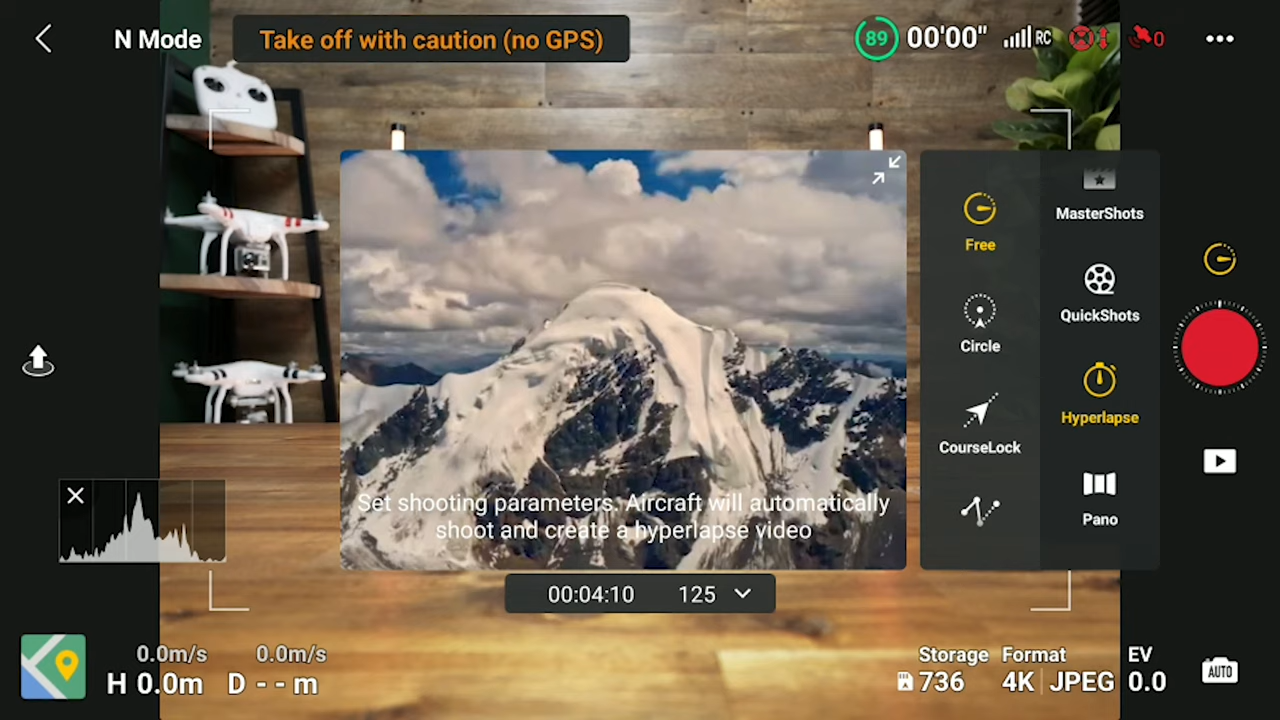 N Mode
Take off with caution (no GPS)
89
00'00"
RC
0
Free
Circle
CourseLock
MasterShots
QuickShots
Hyperlapse
Pano
Set shooting parameters. Aircraft will automatically
shoot and create a hyperlapse video
00:04:10 125
0.0m/s 0.0m/s
H 0.0m D - - m
Storage Format EV
736 4K JPEG 0.0
AUTO